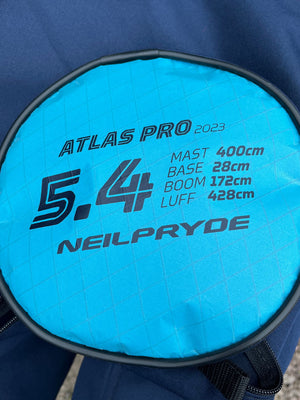 ATLAS PRO 2023
5.4
MAST 400cm
BASE 28cm
BOOM 172cm
LUFF 428cm
NEILPRYDE